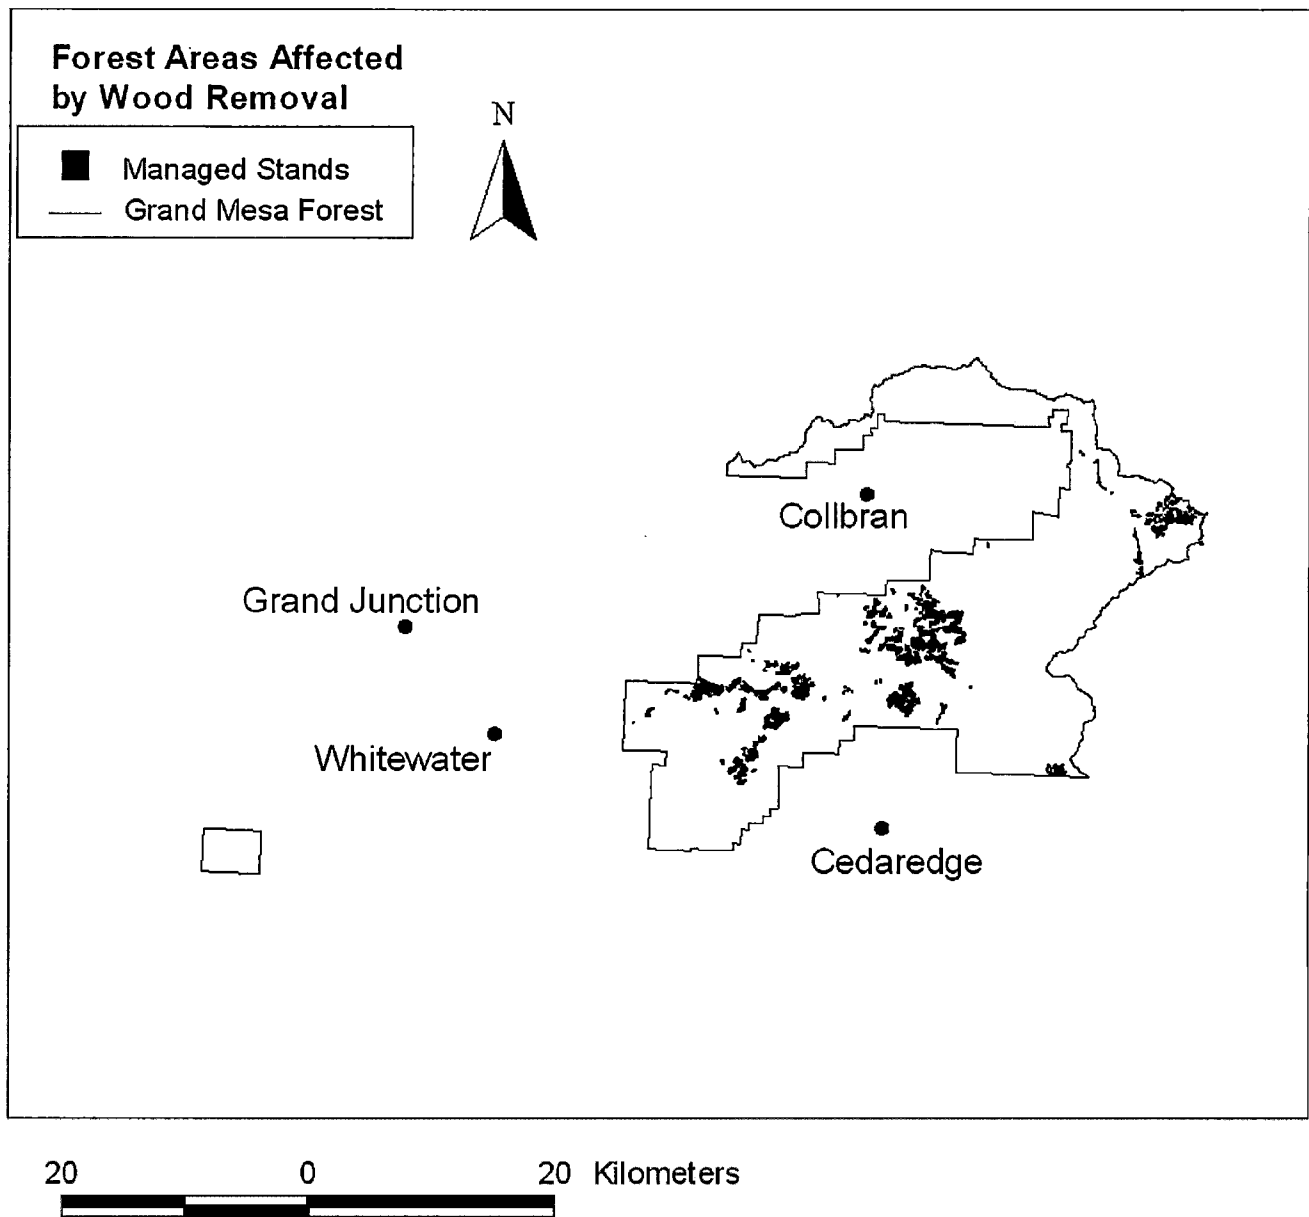 Forest Areas Affected
by Wood Removal
Managed Stands
Grand Mesa Forest
N
Collbran
Grand Junction
Whitewater
Cedaredge
20 0 20 Kilometers